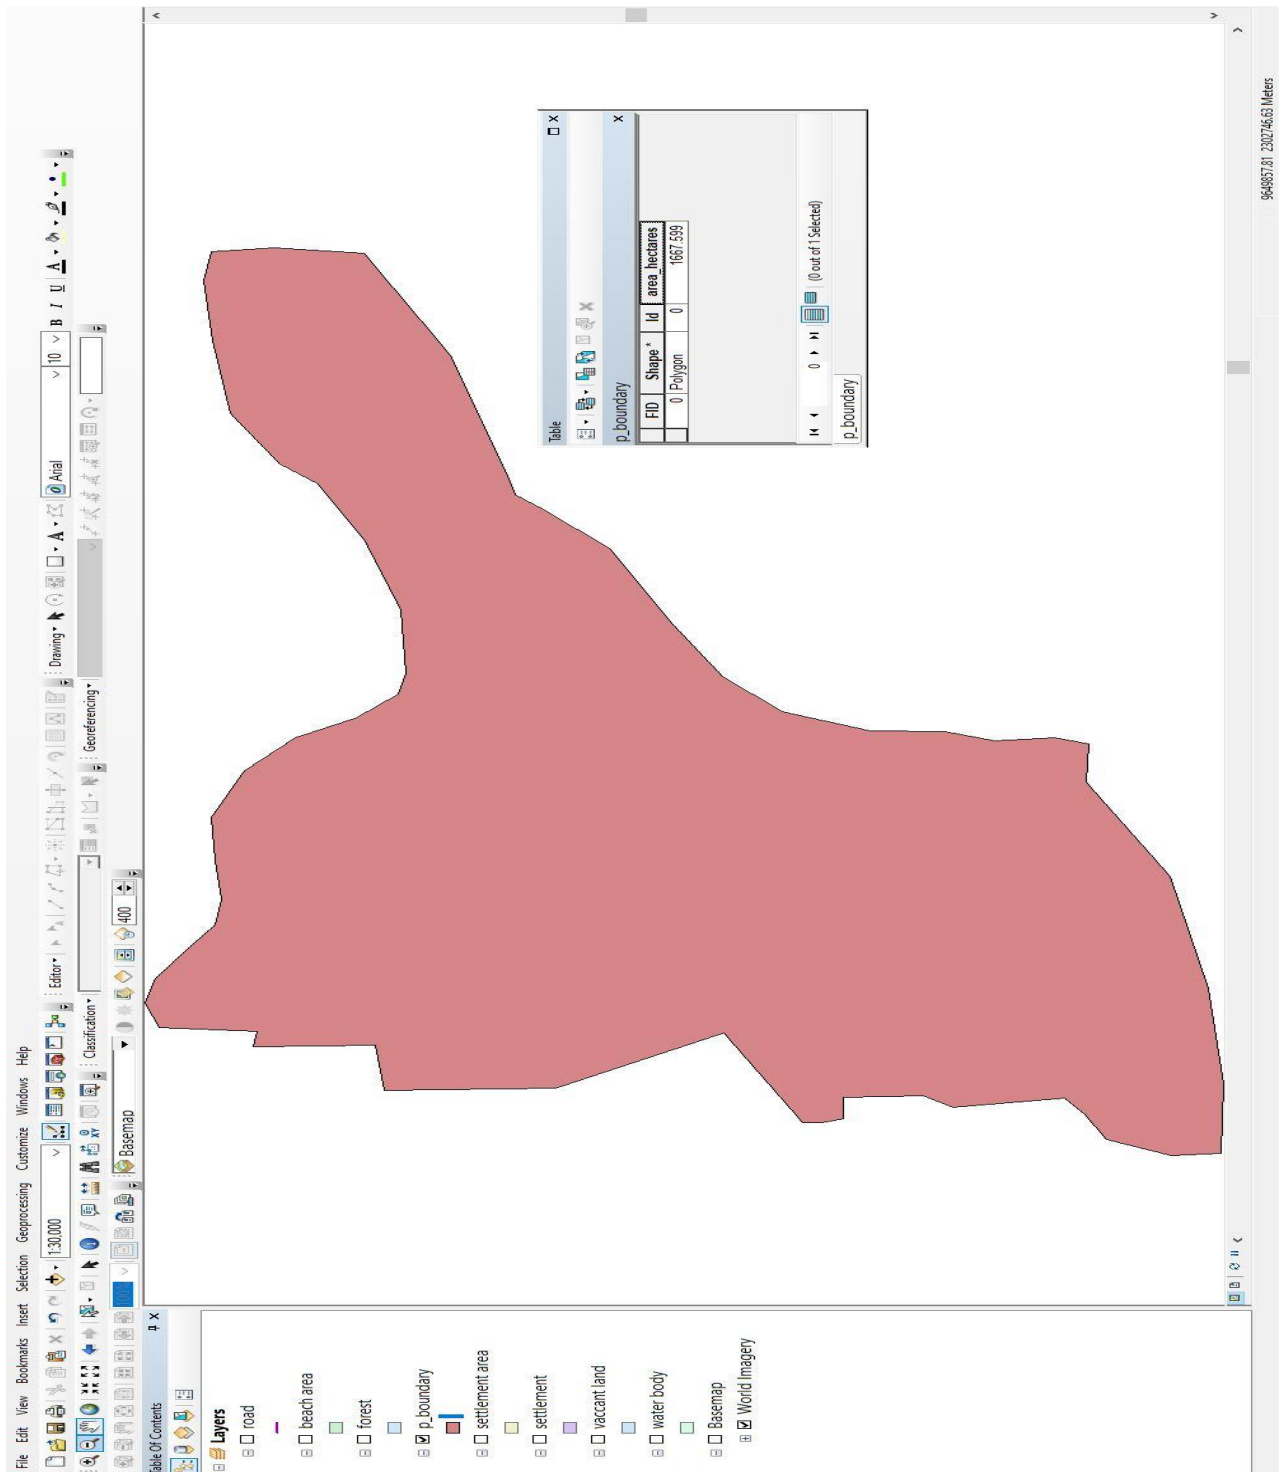 File Edit View Bookmarks Insert Selection Geoprocessing Customize Windows Help
1:30,000
Editor
Drawing
A
Arial
10
B I U A
Classification
Georeferencing
Basemap
400
Table Of Contents
Layers
road
beach area
forest
p_boundary
settlement area
settlement
vaccant land
water body
Basemap
World Imagery
Table
p_boundary
FID Shape * Id area_hectares
0 Polygon 0 1667.599
0 (0 out of 1 Selected)
p_boundary
9649857.81 2302746.63 Meters